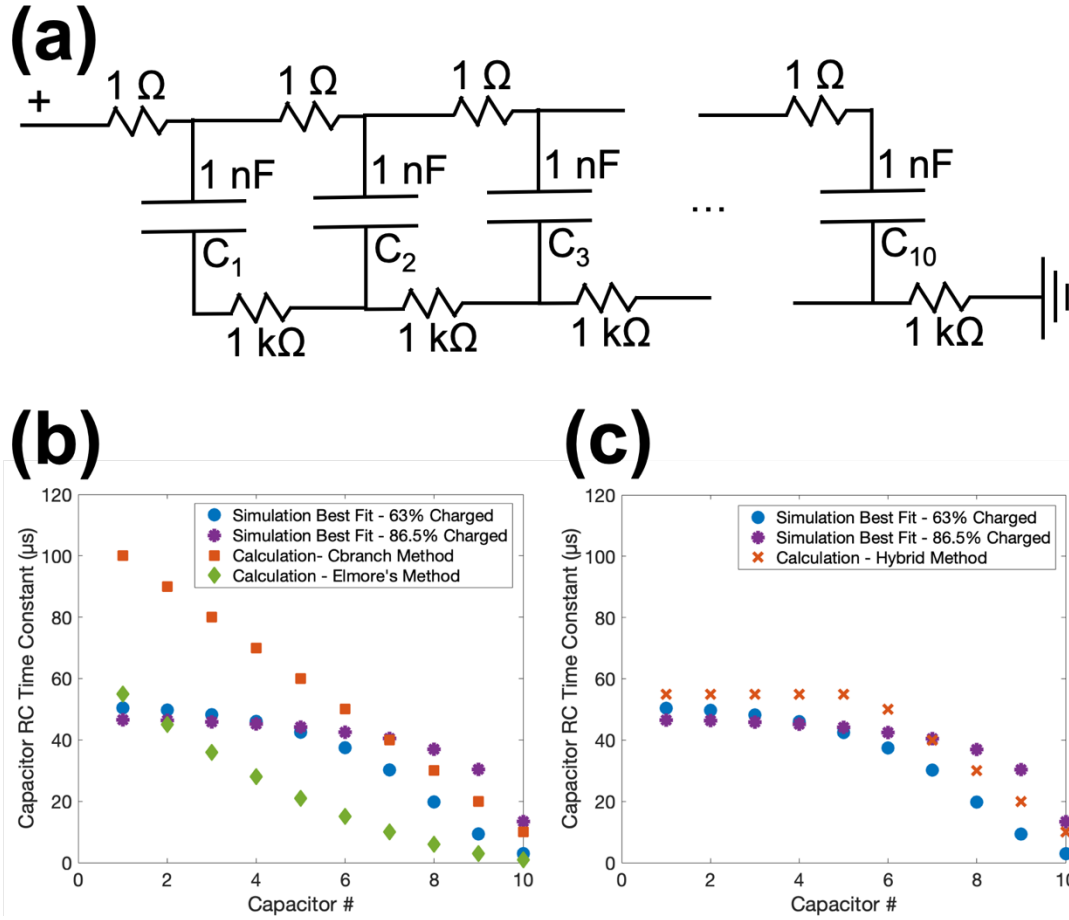 (a)
1 Ω 1 Ω 1 Ω 1 Ω
+
1 nF 1 nF 1 nF 1 nF
...
C1 C2 C3 C10
1 kΩ 1 kΩ 1 kΩ 1 kΩ
(b)
120
100
80
60
40
20
0
0 2 4 6 8 10
Capacitor RC Time Constant (μs)
Capacitor #
Simulation Best Fit - 63% Charged
Simulation Best Fit - 86.5% Charged
Calculation- Cbranch Method
Calculation - Elmore's Method
(c)
120
100
80
60
40
20
0
0 2 4 6 8 10
Capacitor RC Time Constant (μs)
Capacitor #
Simulation Best Fit - 63% Charged
Simulation Best Fit - 86.5% Charged
Calculation - Hybrid Method